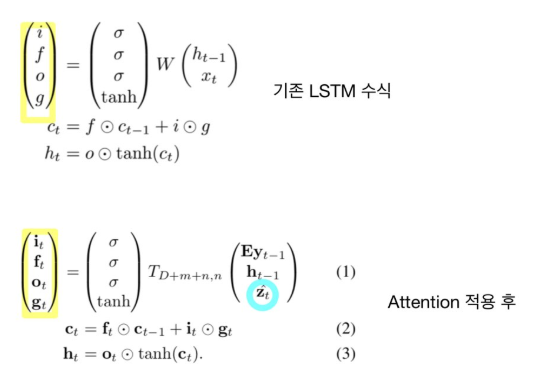 (i f o g) = (σ σ σ tanh) W (h_{t−1} x_t)
기존 LSTM 수식
c_t = f ⊙ c_{t−1} + i ⊙ g
h_t = o ⊙ tanh(c_t)
(i_t f_t o_t g_t) = (σ σ σ tanh) T_{D+m+n,n} (Ey_{t−1} h_{t−1} ẑ_t) (1)
Attention 적용 후
c_t = f_t ⊙ c_{t−1} + i_t ⊙ g_t (2)
h_t = o_t ⊙ tanh(c_t). (3)